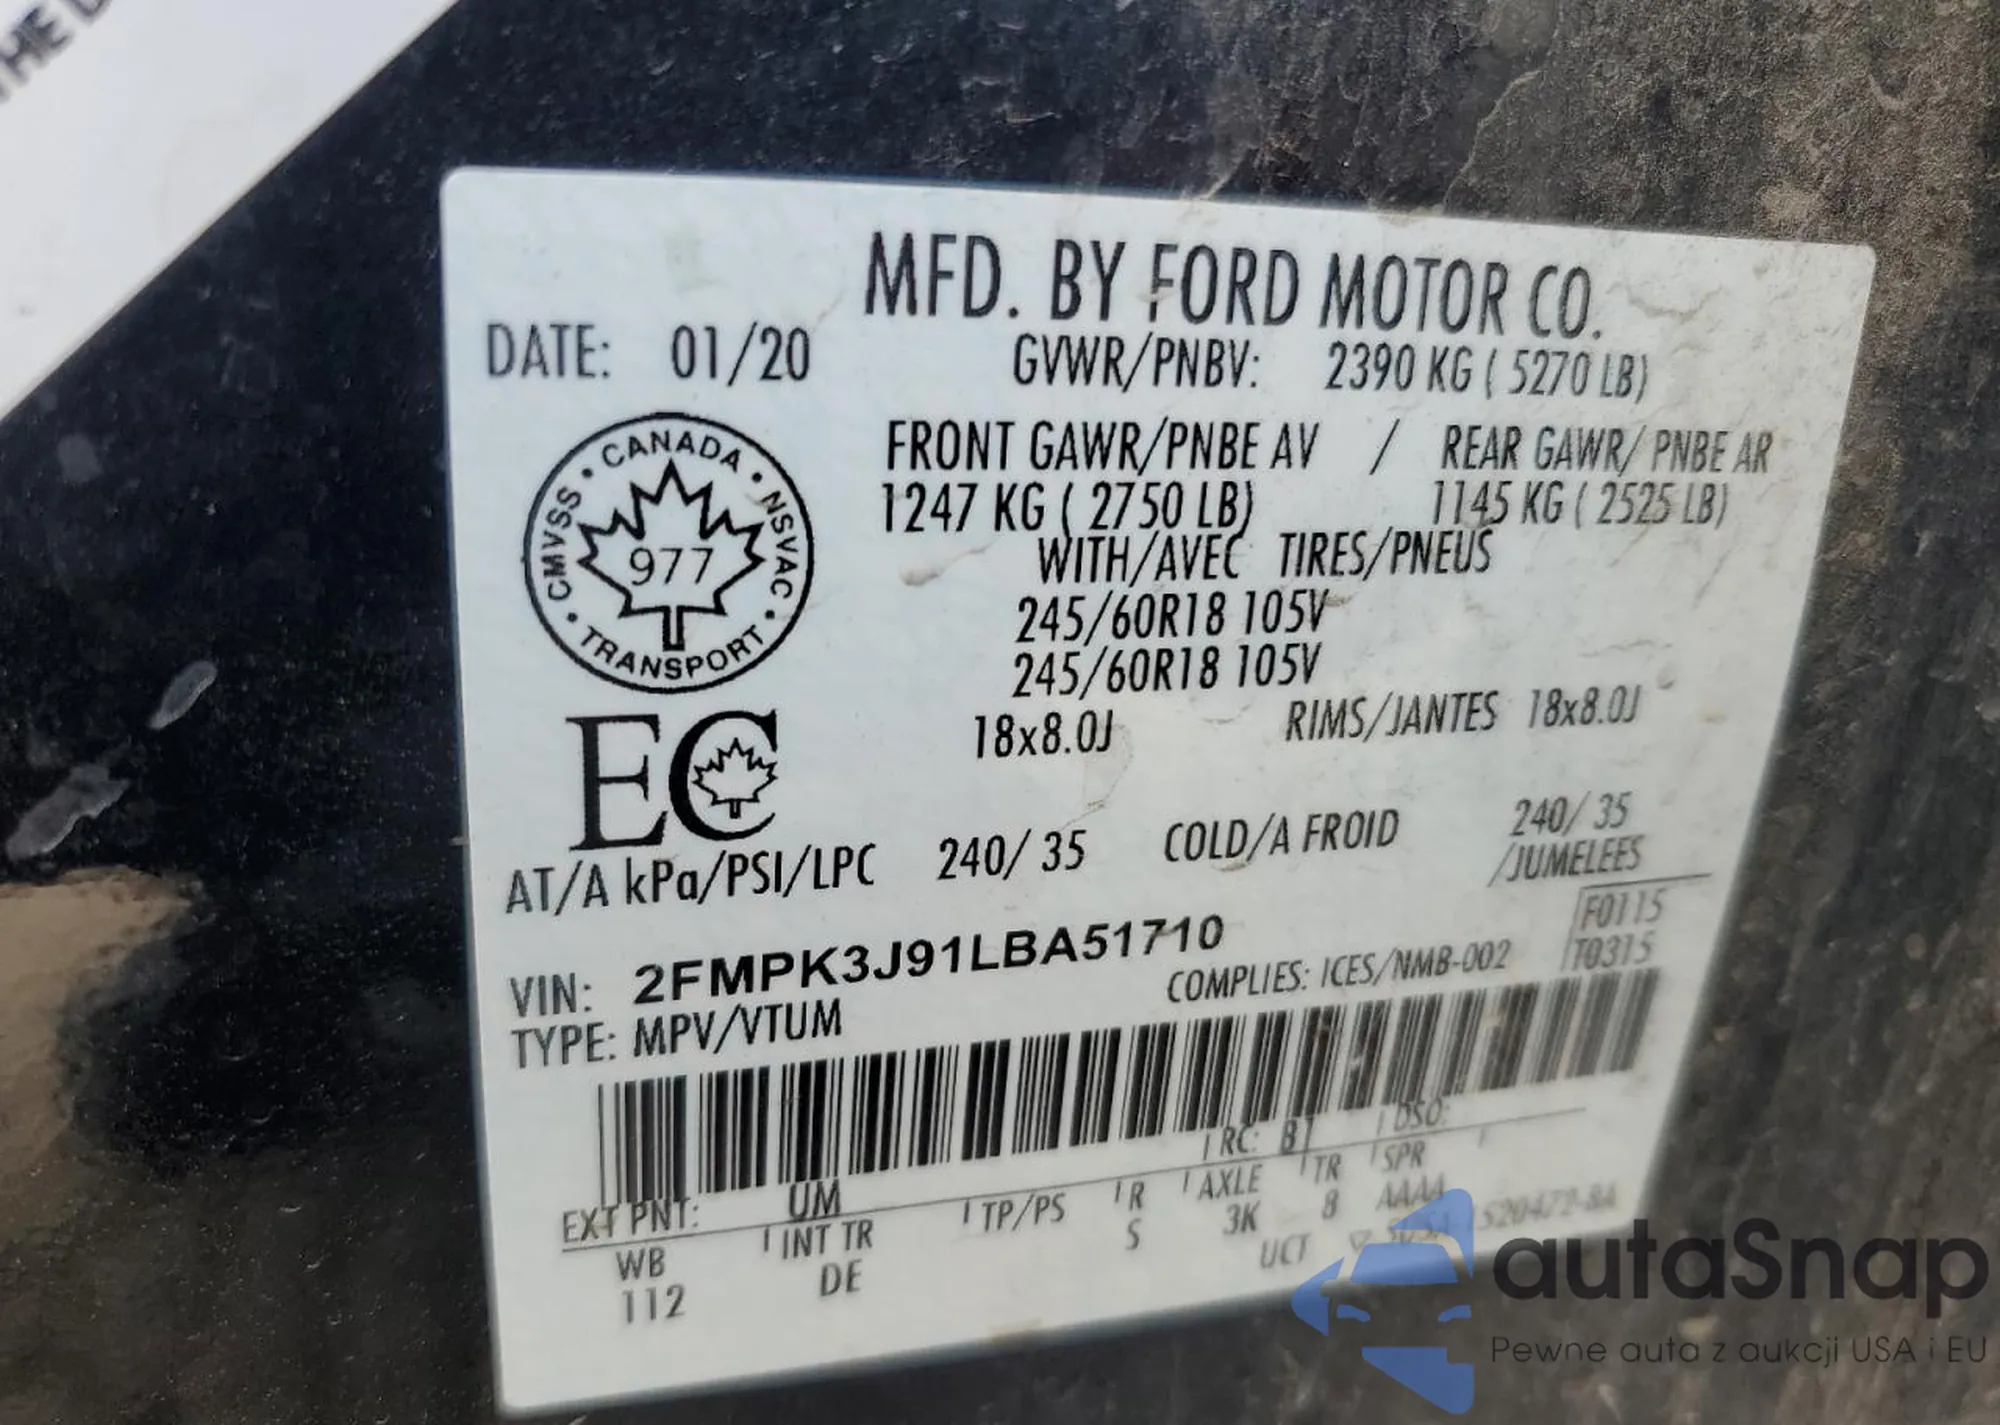 THE D
MFD. BY FORD MOTOR CO.
DATE: 01/20 GVWR/PNBV: 2390 KG ( 5270 LB)
FRONT GAWR/PNBE AV / REAR GAWR/ PNBE AR
1247 KG ( 2750 LB) 1145 KG ( 2525 LB)
WITH/AVEC TIRES/PNEUS
245/60R18 105V
245/60R18 105V
18x8.0J RIMS/JANTES 18x8.0J
CANADA • NSVAC • TRANSPORT • CMVSS •
977
EC
AT/A kPa/PSI/LPC 240/ 35 COLD/A FROID 240/ 35
/JUMELEES
F0115
T0315
VIN: 2FMPK3J91LBA51710
COMPLIES: ICES/NMB-002
TYPE: MPV/VTUM
EXT PNT: UM RC: B1 DSO:
WB INT TR TP/PS R AXLE TR SPR
112 DE S 3K 8 AAAA
UCT
autaSnap
Pewne auta z aukcji USA i EU